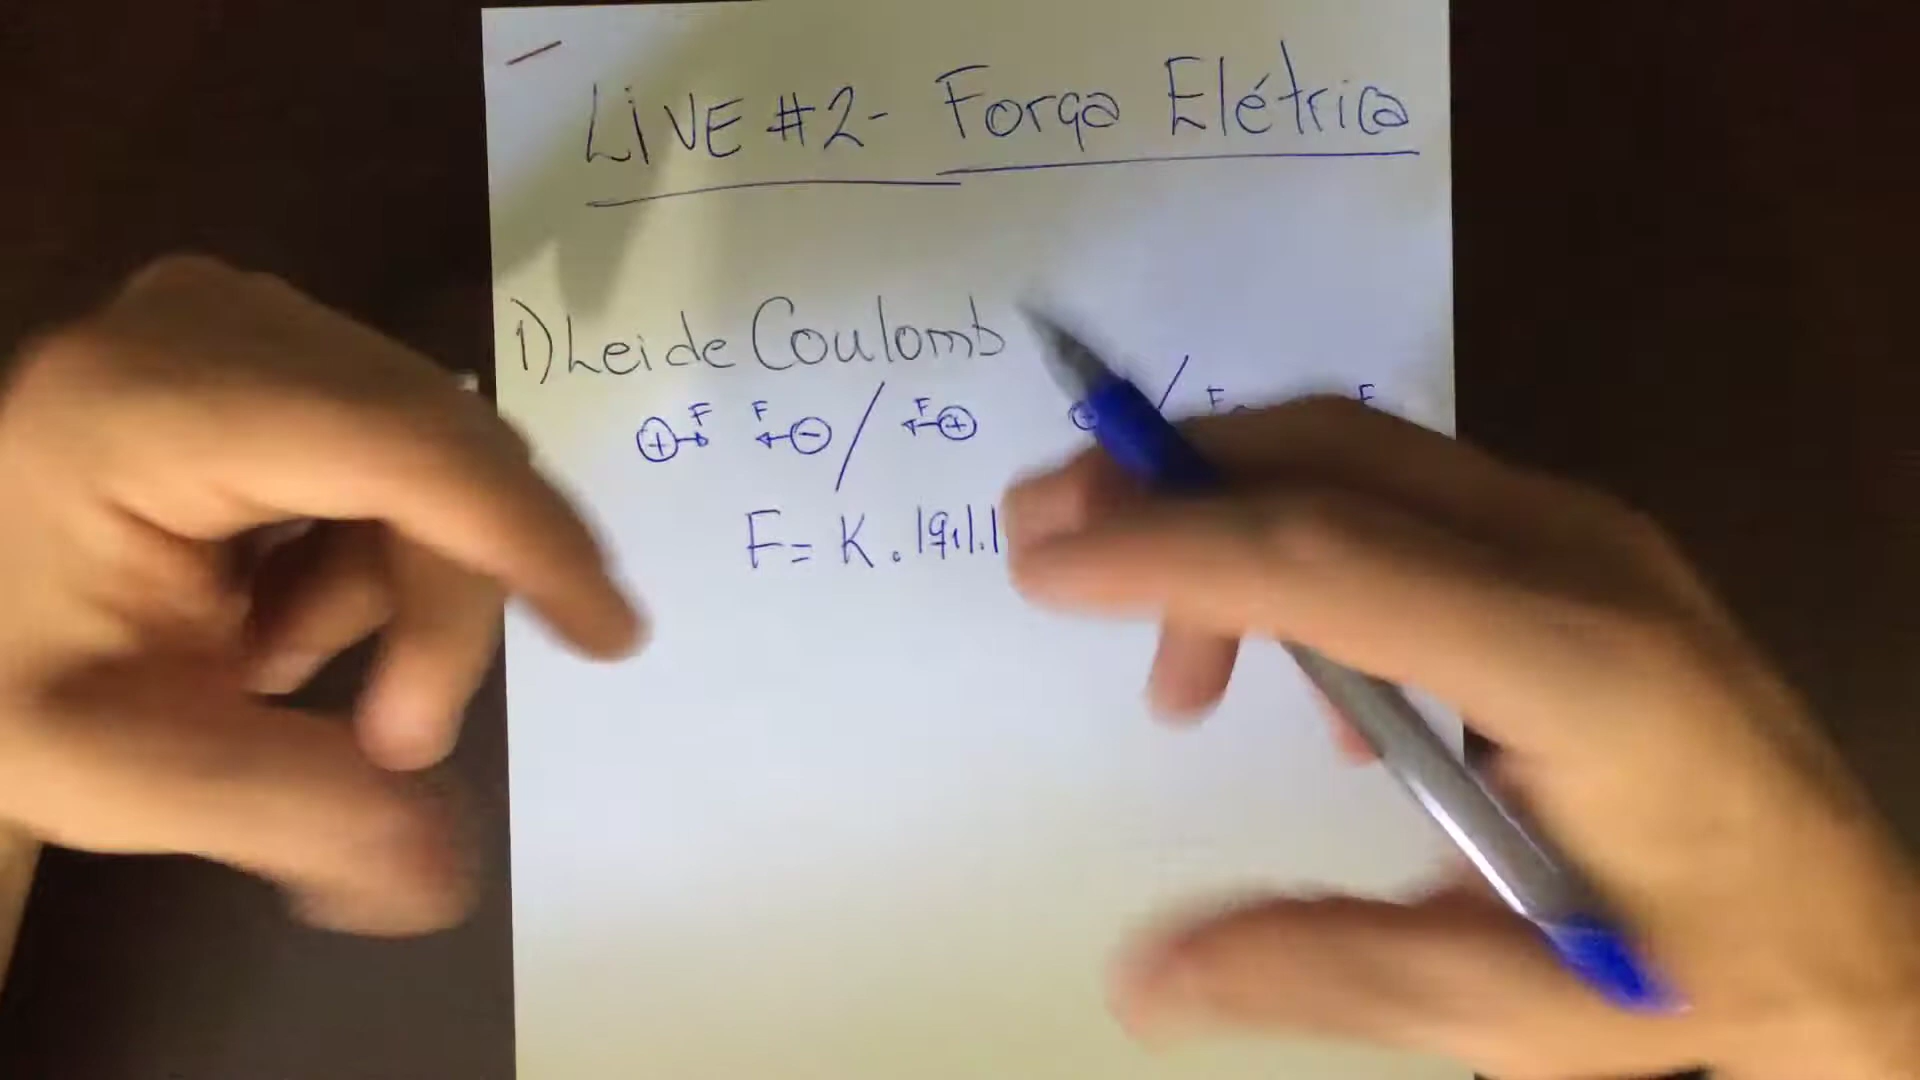 LIVE #2- Força Elétrica
1) Lei de Coulomb
+ F F - / F + + / F F
F= K . |q₁|.|